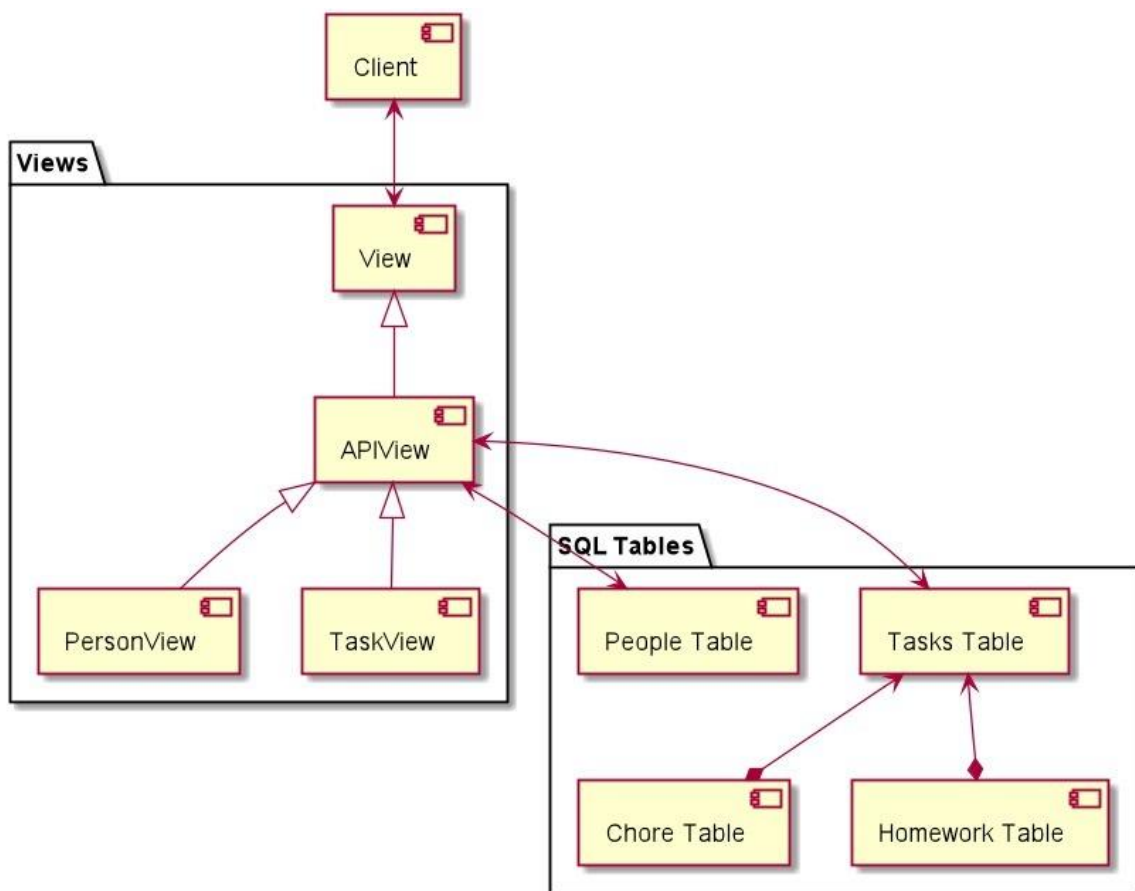 Client
Views
View
APIView
SQL Tables
PersonView
TaskView
People Table
Tasks Table
Chore Table
Homework Table